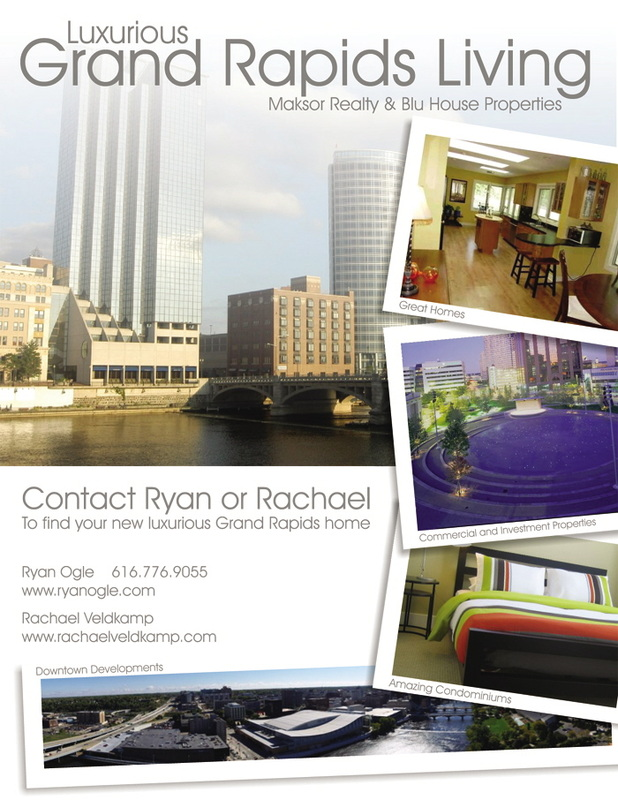 Luxurious
Grand Rapids Living
Maksor Realty & Blu House Properties
Great Homes
Commercial and Investment Properties
Contact Ryan or Rachael
To find your new luxurious Grand Rapids home
Ryan Ogle 616.776.9055
www.ryanogle.com
Rachael Veldkamp
www.rachaelveldkamp.com
Downtown Developments
Amazing Condominiums